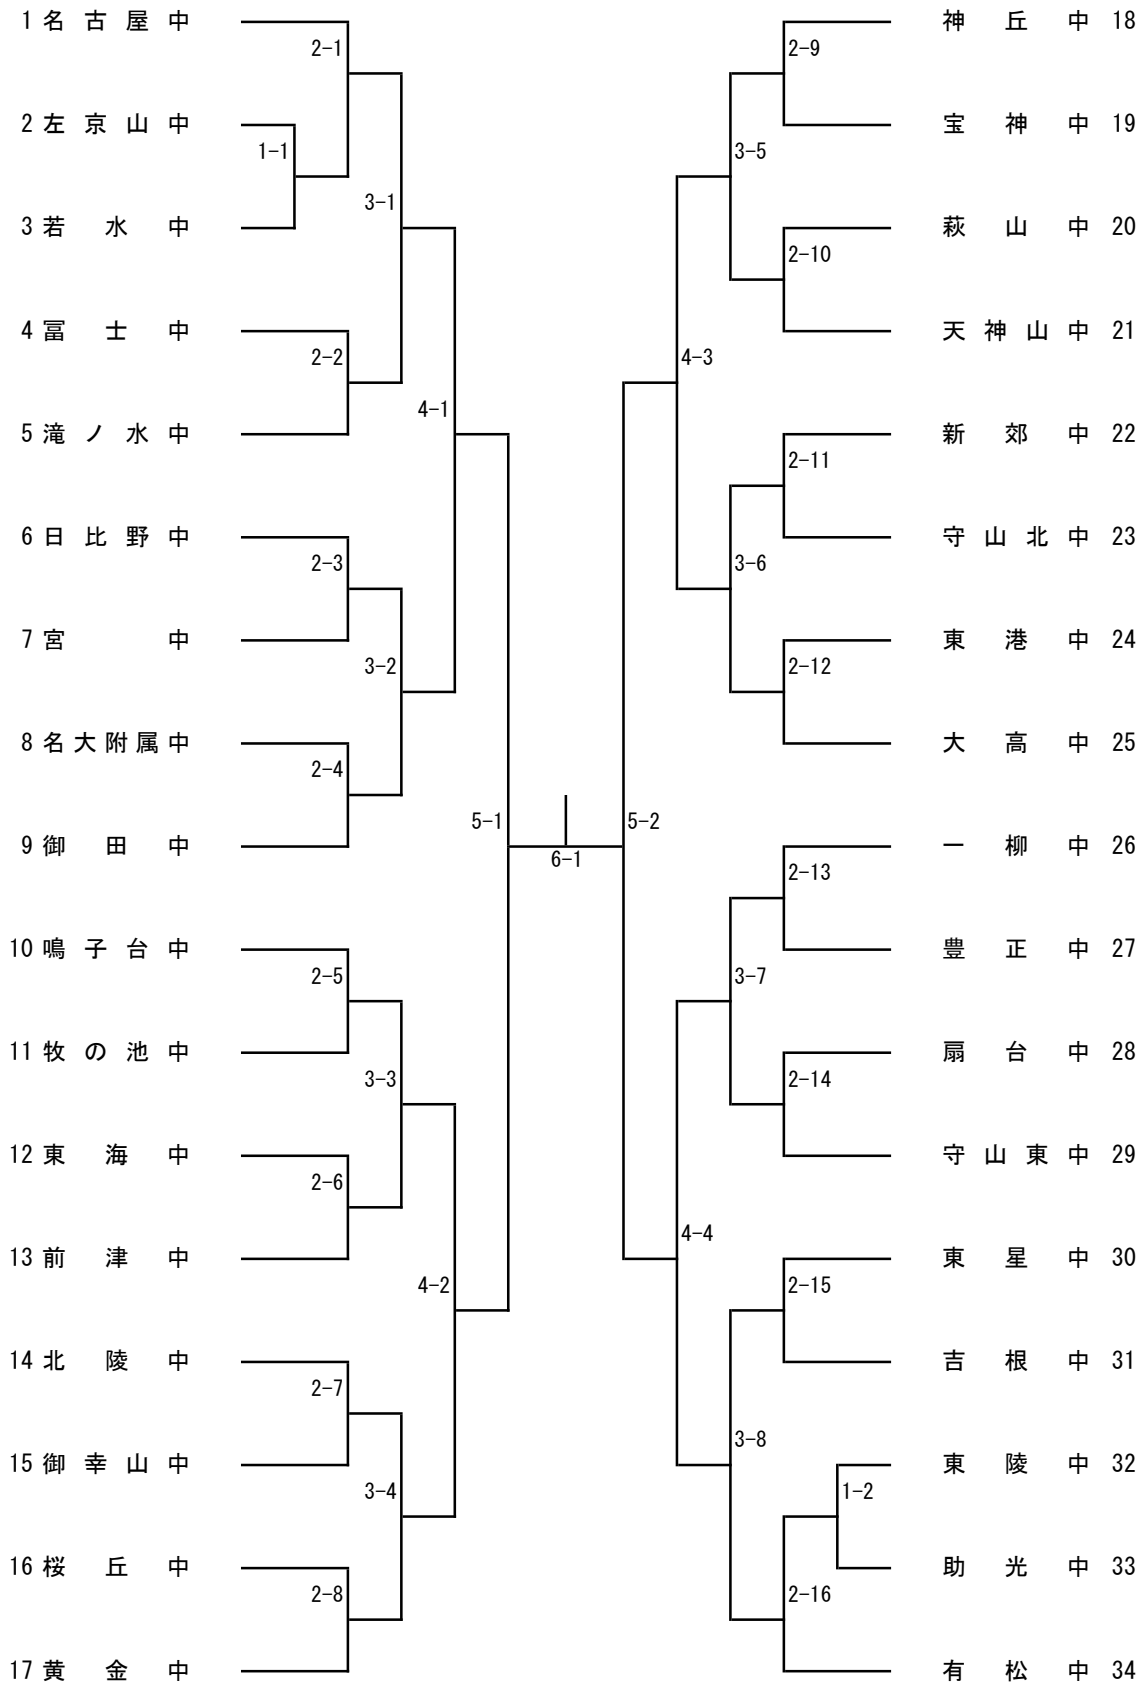 1 名古屋中
2-1
2 左京山中
1-1
3 若水中
3-1
4 冨士中
2-2
5 滝ノ水中
4-1
6 日比野中
2-3
7 宮中
3-2
8 名大附属中
2-4
9 御田中
5-1
10 鳴子台中
2-5
11 牧の池中
3-3
12 東海中
2-6
13 前津中
4-2
14 北陵中
2-7
15 御幸山中
3-4
16 桜丘中
2-8
17 黄金中
6-1
神丘中 18
2-9
宝神中 19
3-5
萩山中 20
2-10
天神山中 21
4-3
新郊中 22
2-11
守山北中 23
3-6
東港中 24
2-12
大高中 25
5-2
一柳中 26
2-13
豊正中 27
3-7
扇台中 28
2-14
守山東中 29
4-4
東星中 30
2-15
吉根中 31
3-8
東陵中 32
1-2
助光中 33
2-16
有松中 34